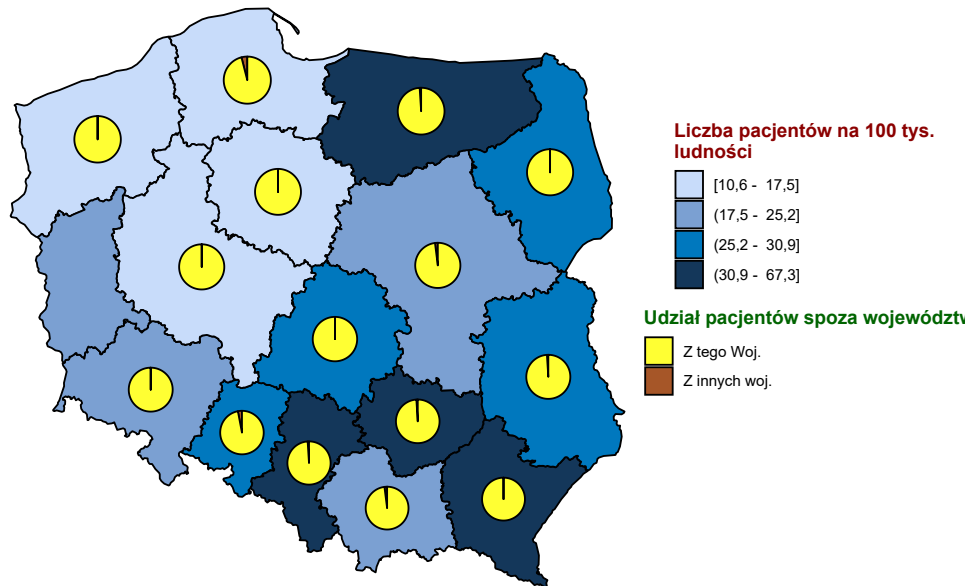 Liczba pacjentów na 100 tys.
ludności
[10,6 - 17,5]
(17,5 - 25,2]
(25,2 - 30,9]
(30,9 - 67,3]
Udział pacjentów spoza województw
Z tego Woj.
Z innych woj.